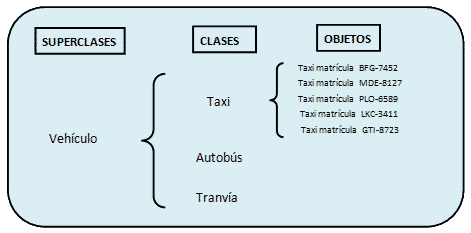 SUPERCLASES
CLASES
OBJETOS
Vehículo
Taxi
Autobús
Tranvía
Taxi matrícula BFG-7452
Taxi matrícula MDE-8127
Taxi matrícula PLO-6589
Taxi matrícula LKC-3411
Taxi matrícula GTI-8723